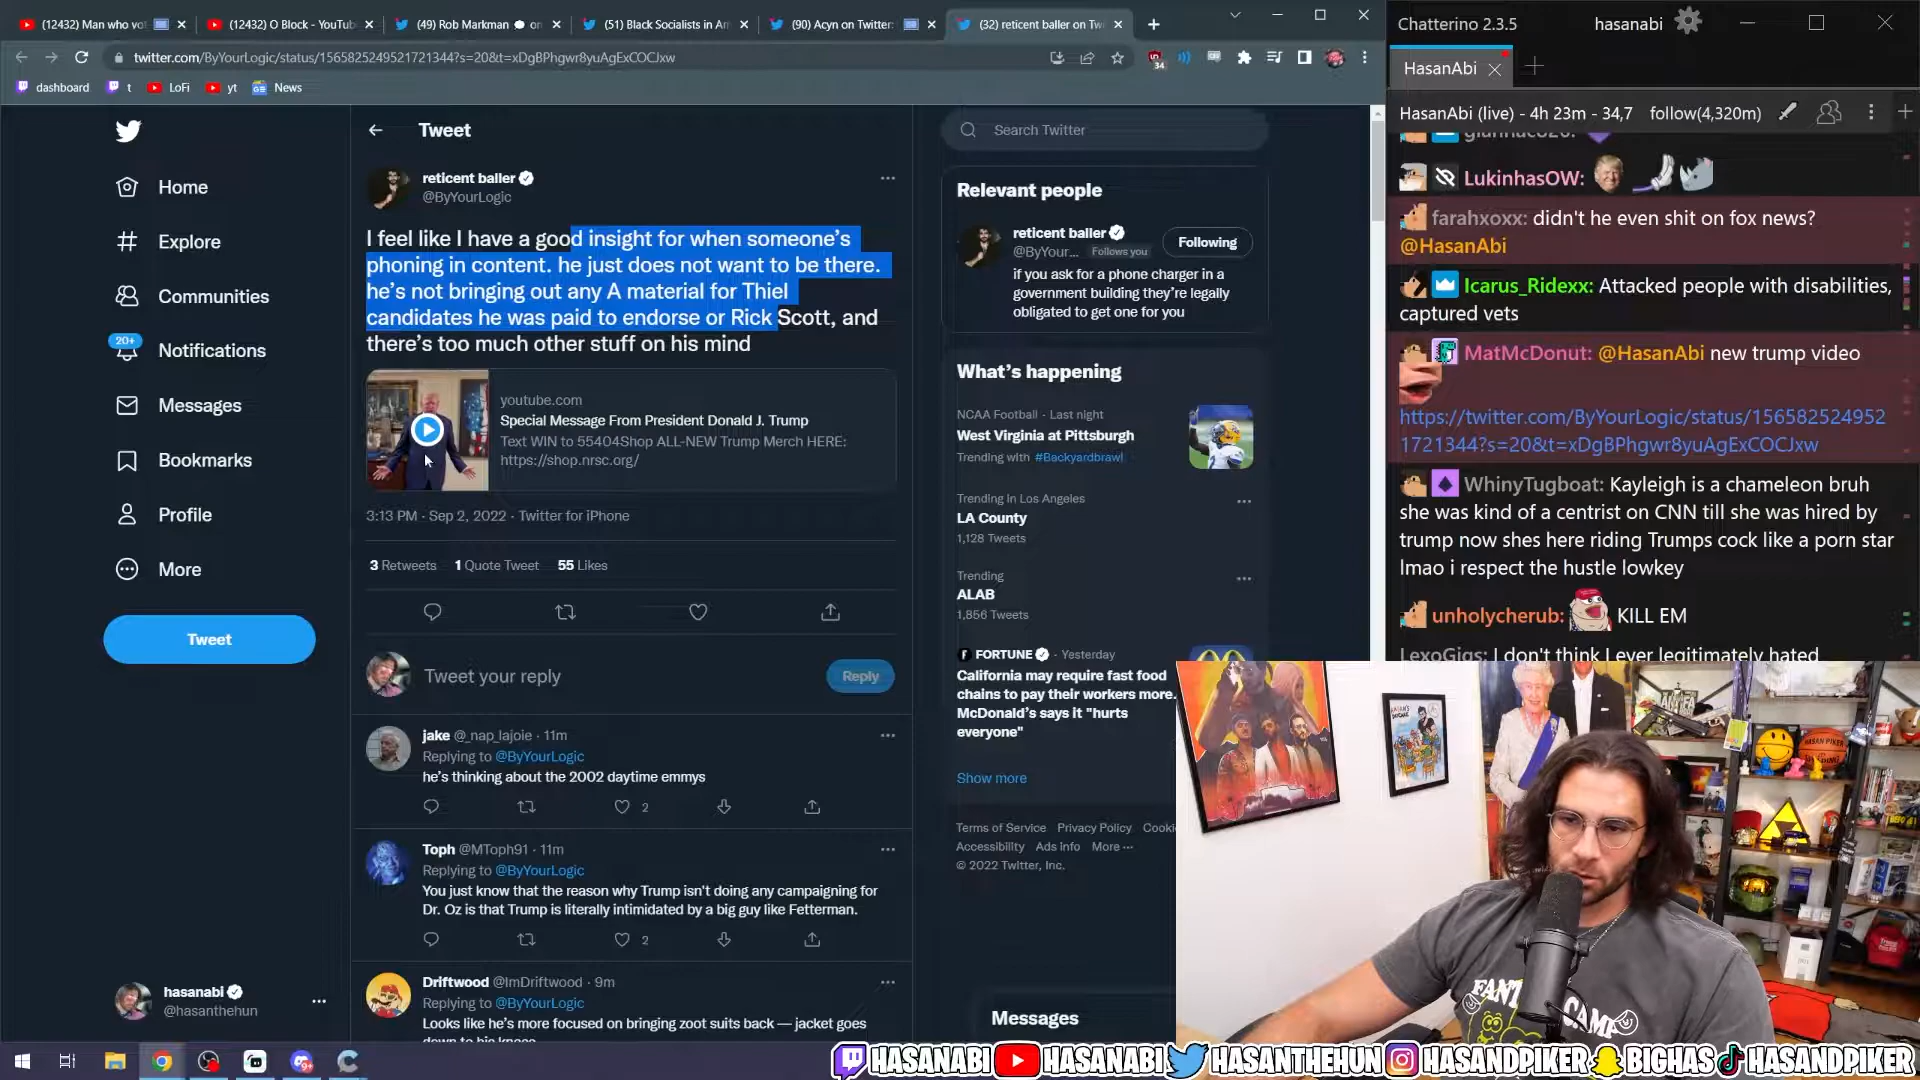 (12432) Man who vo
(12432) O Block - YouTub
(49) Rob Markman
on
(51) Black Socialists in Am
(90) Acyn on Twitter:
(32) reticent baller on Tw
twitter.com/ByYourLogic/status/1565825249521721344?s=20&t=xDgBPhgwr8yuAgExCOCJxw
34
dashboard
t
LoFi
yt
News
Home
Explore
Communities
20+
Notifications
Messages
Bookmarks
Profile
More
Tweet
hasanabi
@hasanthehun
Tweet
reticent baller
@ByYourLogic
I feel like I have a good insight for when someone's
phoning in content. he just does not want to be there.
he's not bringing out any A material for Thiel
candidates he was paid to endorse or Rick Scott, and
there's too much other stuff on his mind
youtube.com
Special Message From President Donald J. Trump
Text WIN to 55404Shop ALL-NEW Trump Merch HERE:
https://shop.nrsc.org/
3:13 PM · Sep 2, 2022 · Twitter for iPhone
3 Retweets 1 Quote Tweet 55 Likes
Tweet your reply
Reply
jake @_nap_lajoie · 11m
Replying to @ByYourLogic
he's thinking about the 2002 daytime emmys
2
Toph @MToph91 · 11m
Replying to @ByYourLogic
You just know that the reason why Trump isn't doing any campaigning for
Dr. Oz is that Trump is literally intimidated by a big guy like Fetterman.
2
Driftwood @ImDriftwood · 9m
Replying to @ByYourLogic
Looks like he's more focused on bringing zoot suits back — jacket goes
down to his knees
Search Twitter
Relevant people
reticent baller
@ByYour... Follows you
Following
if you ask for a phone charger in a
government building they're legally
obligated to get one for you
What's happening
NCAA Football · Last night
West Virginia at Pittsburgh
Trending with #Backyardbrawl
Trending in Los Angeles
LA County
1,128 Tweets
Trending
ALAB
1,856 Tweets
FORTUNE · Yesterday
California may require fast food
chains to pay their workers more.
McDonald's says it "hurts
everyone"
Show more
Terms of Service Privacy Policy Cooki
Accessibility Ads info More ···
© 2022 Twitter, Inc.
Messages
Chatterino 2.3.5
hasanabi
HasanAbi
HasanAbi (live) - 4h 23m - 34,7 follow(4,320m)
LukinhasOW:
farahxoxx: didn't he even shit on fox news?
@HasanAbi
Icarus_Ridexx: Attacked people with disabilities,
captured vets
MatMcDonut: @HasanAbi new trump video
https://twitter.com/ByYourLogic/status/156582524952
1721344?s=20&t=xDgBPhgwr8yuAgExCOCJxw
WhinyTugboat: Kayleigh is a chameleon bruh
she was kind of a centrist on CNN till she was hired by
trump now shes here riding Trumps cock like a porn star
lmao i respect the hustle lowkey
unholycherub: KILL EM
LexoGigs: I don't think I ever legitimately hated
HASAN PIKER
HASANABI HASANABI HASANTHEHUN HASANDPIKER BIGHAS HASANDPIKER